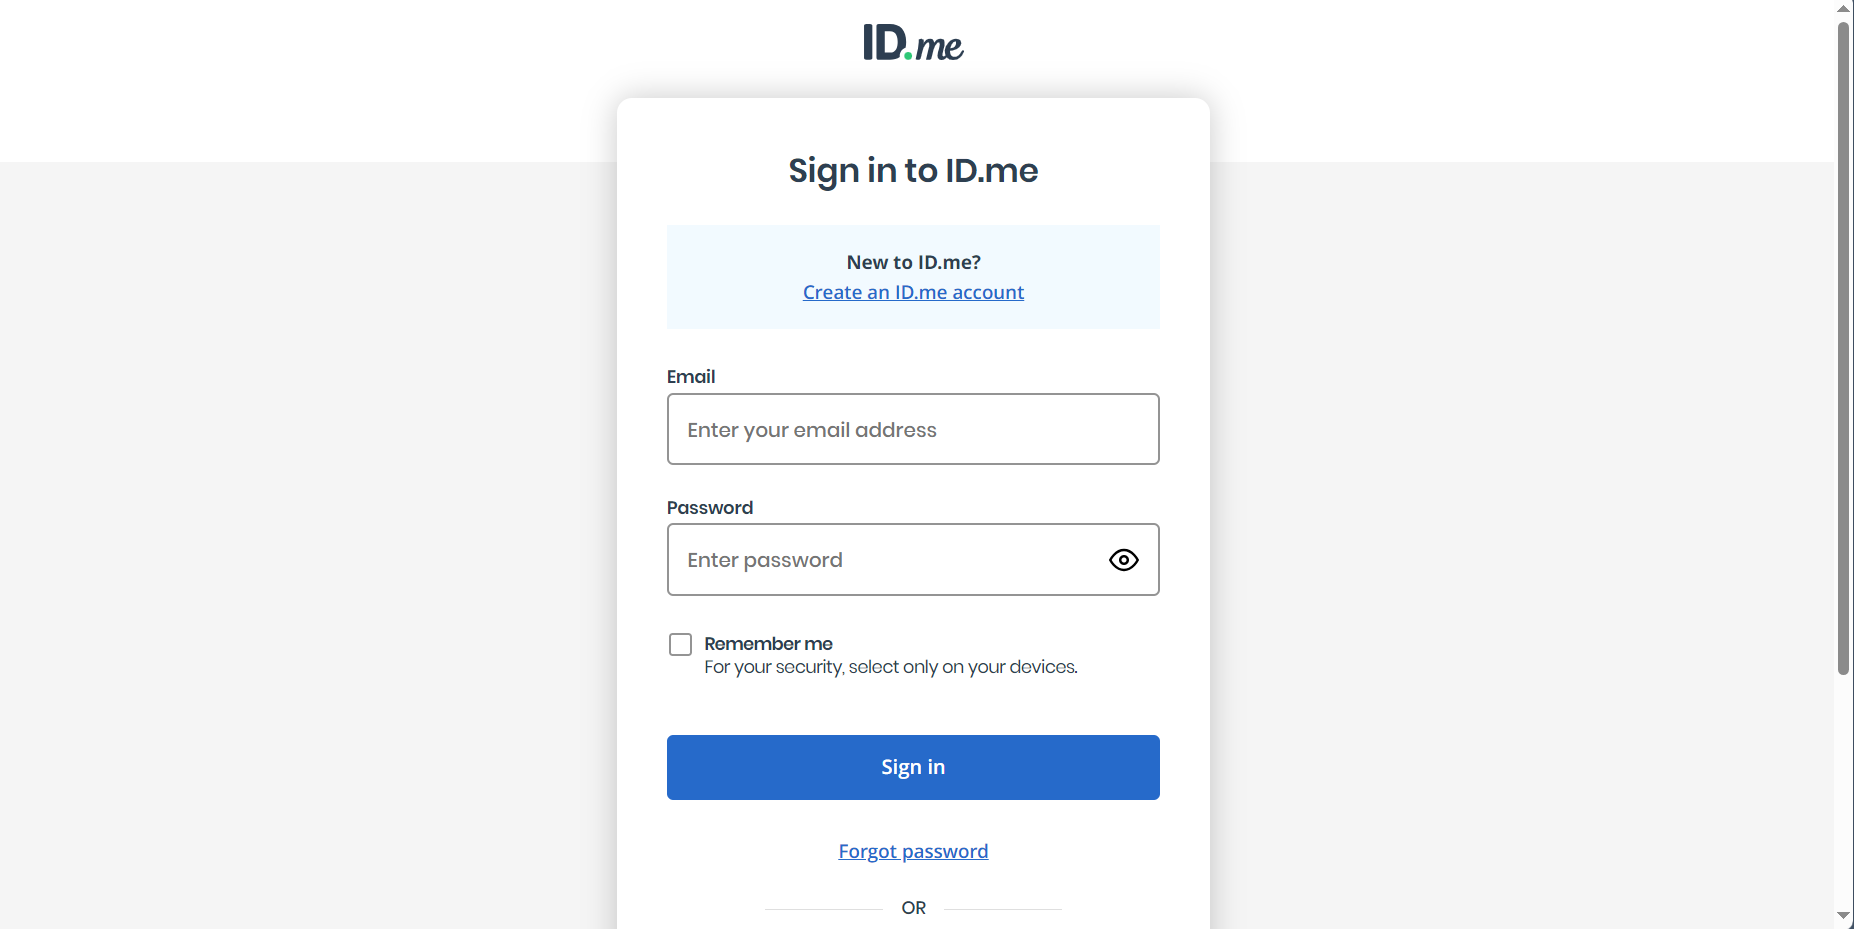 ID.me
Sign in to ID.me
New to ID.me?
Create an ID.me account
Email
Enter your email address
Password
Enter password
Remember me
For your security, select only on your devices.
Sign in
Forgot password
OR